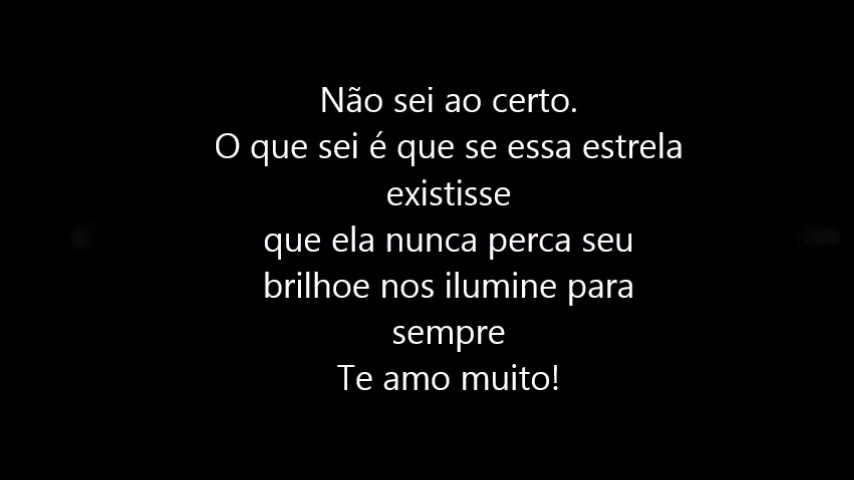 Não sei ao certo.
O que sei é que se essa estrela
existisse
que ela nunca perca seu
brilhoe nos ilumine para
sempre
Te amo muito!